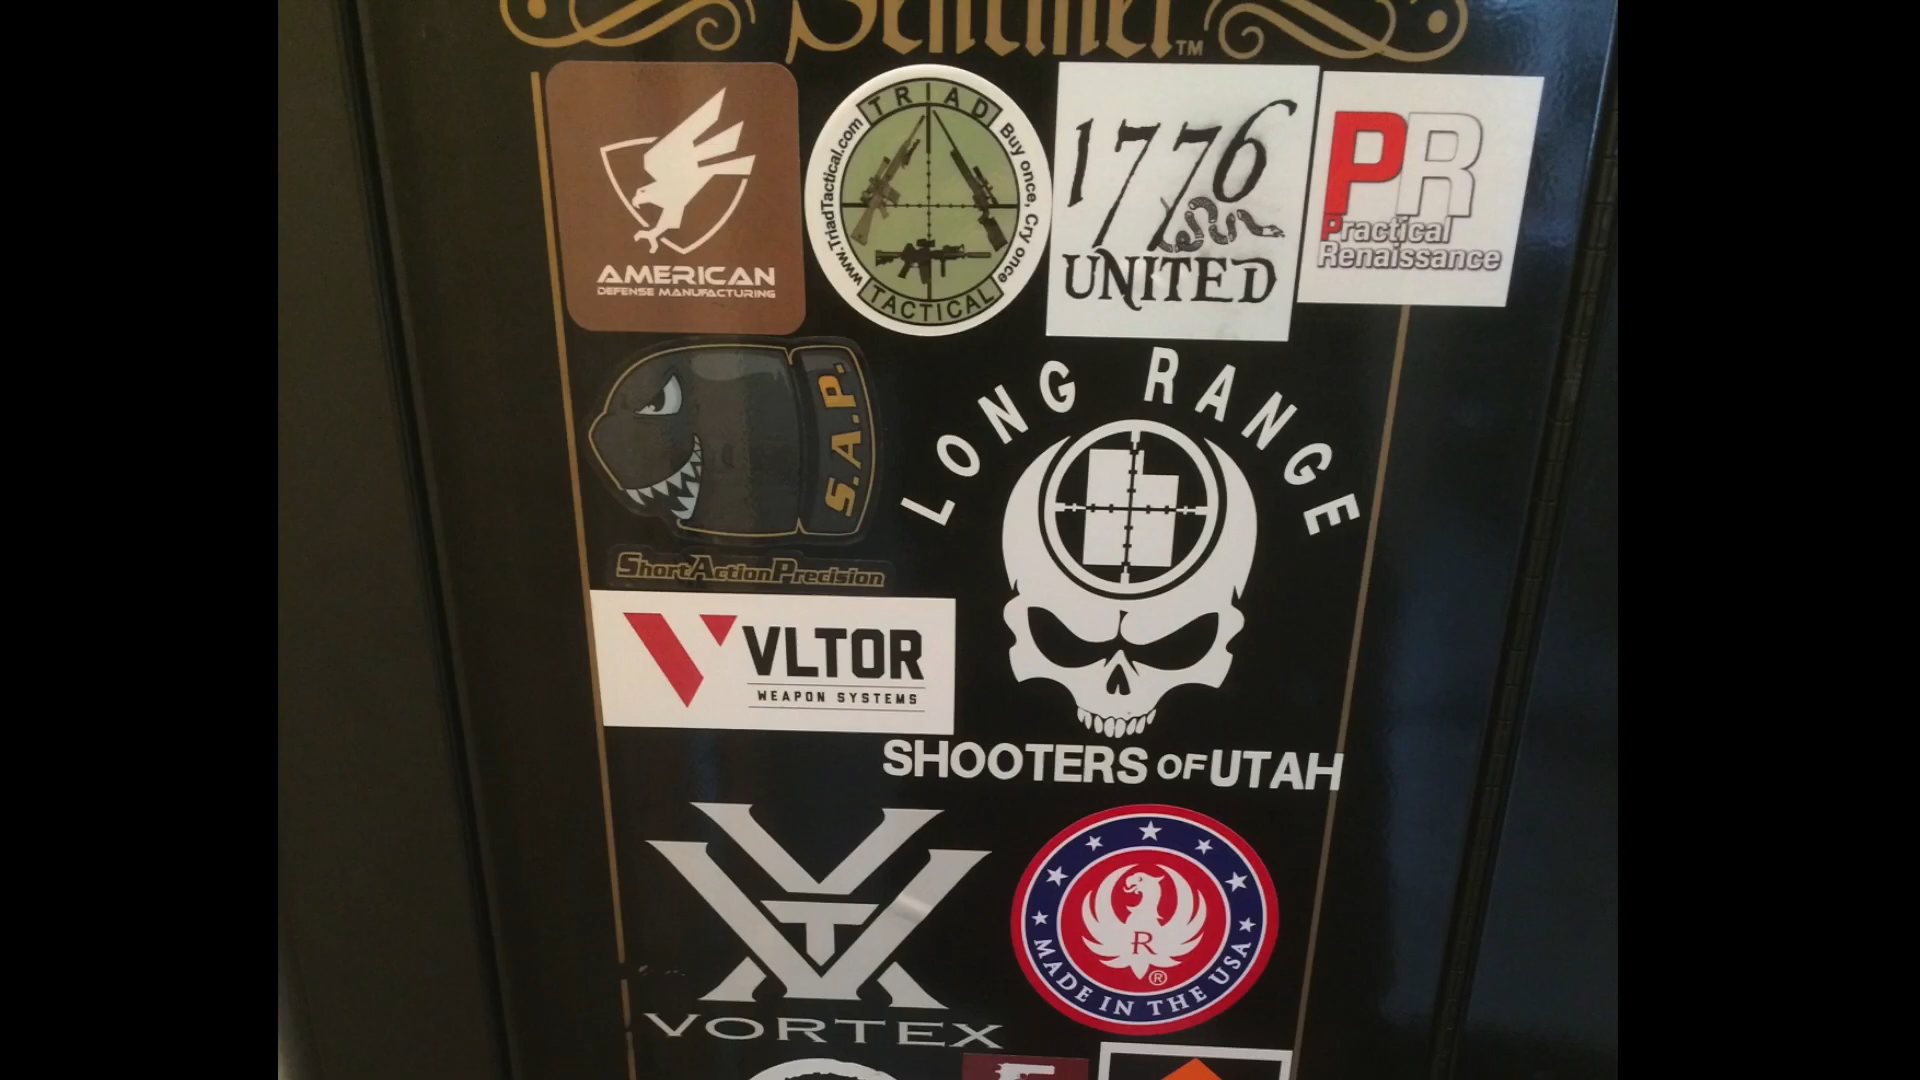 Sentinel™
AMERICAN
DEFENSE MANUFACTURING
TRIAD
www.TriadTactical.com
Buy once, Cry once
TACTICAL
1776
UNITED
PR
Practical
Renaissance
S.A.P.
ShortActionPrecision
LONG RANGE
SHOOTERS OF UTAH
V VLTOR
WEAPON SYSTEMS
VORTEX
R
®
MADE IN THE USA